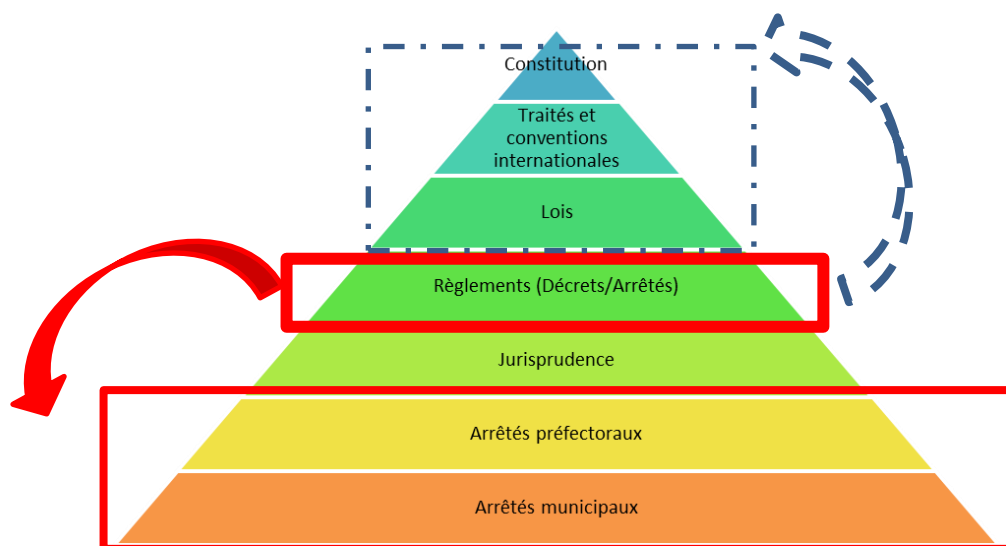 Constitution
Traités et
conventions
internationales
Lois
Règlements (Décrets/Arrêtés)
Jurisprudence
Arrêtés préfectoraux
Arrêtés municipaux